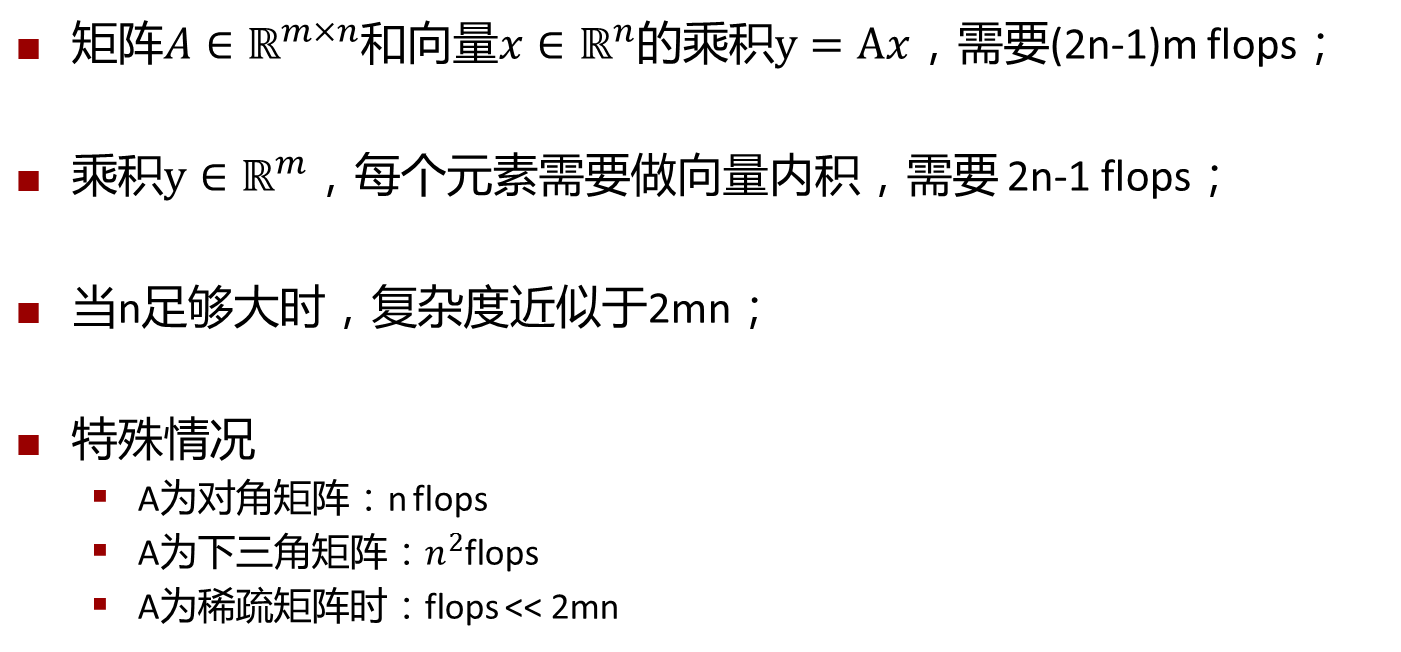 矩阵𝐴 ∈ ℝ^{𝑚×𝑛}和向量𝑥 ∈ ℝ^𝑛的乘积y = A𝑥，需要(2n-1)m flops；
乘积y ∈ ℝ^𝑚，每个元素需要做向量内积，需要 2n-1 flops；
当n足够大时，复杂度近似于2mn；
特殊情况
A为对角矩阵：n flops
A为下三角矩阵：𝑛²flops
A为稀疏矩阵时：flops << 2mn